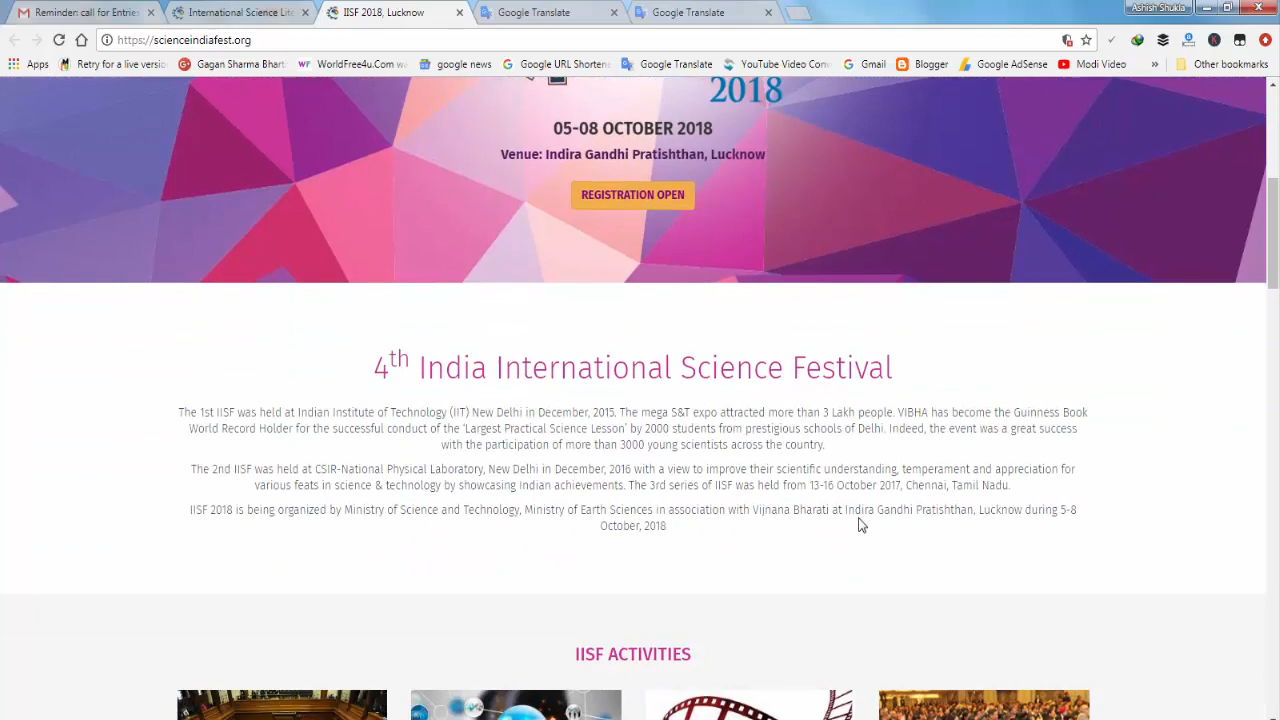 Reminder: call for Entries
International Science Lite
IISF 2018, Lucknow
Google Translate
Google Translate
Ashish Shukla
https://scienceindiafest.org
Apps
Retry for a live versio
Gagan Sharma Bhart
WorldFree4u.Com w
google news
Google URL Shortene
Google Translate
YouTube Video Conv
Gmail
Blogger
Google AdSense
Modi Video
»
Other bookmarks
2018
05-08 OCTOBER 2018
Venue: Indira Gandhi Pratishthan, Lucknow
REGISTRATION OPEN
4th India International Science Festival
The 1st IISF was held at Indian Institute of Technology (IIT) New Delhi in December, 2015. The mega S&T expo attracted more than 3 Lakh people. VIBHA has become the Guinness Book
World Record Holder for the successful conduct of the ‘Largest Practical Science Lesson’ by 2000 students from prestigious schools of Delhi. Indeed, the event was a great success
with the participation of more than 3000 young scientists across the country.
The 2nd IISF was held at CSIR-National Physical Laboratory, New Delhi in December, 2016 with a view to improve their scientific understanding, temperament and appreciation for
various feats in science & technology by showcasing Indian achievements. The 3rd series of IISF was held from 13-16 October 2017, Chennai, Tamil Nadu.
IISF 2018 is being organized by Ministry of Science and Technology, Ministry of Earth Sciences in association with Vijnana Bharati at Indira Gandhi Pratishthan, Lucknow during 5-8
October, 2018
IISF ACTIVITIES